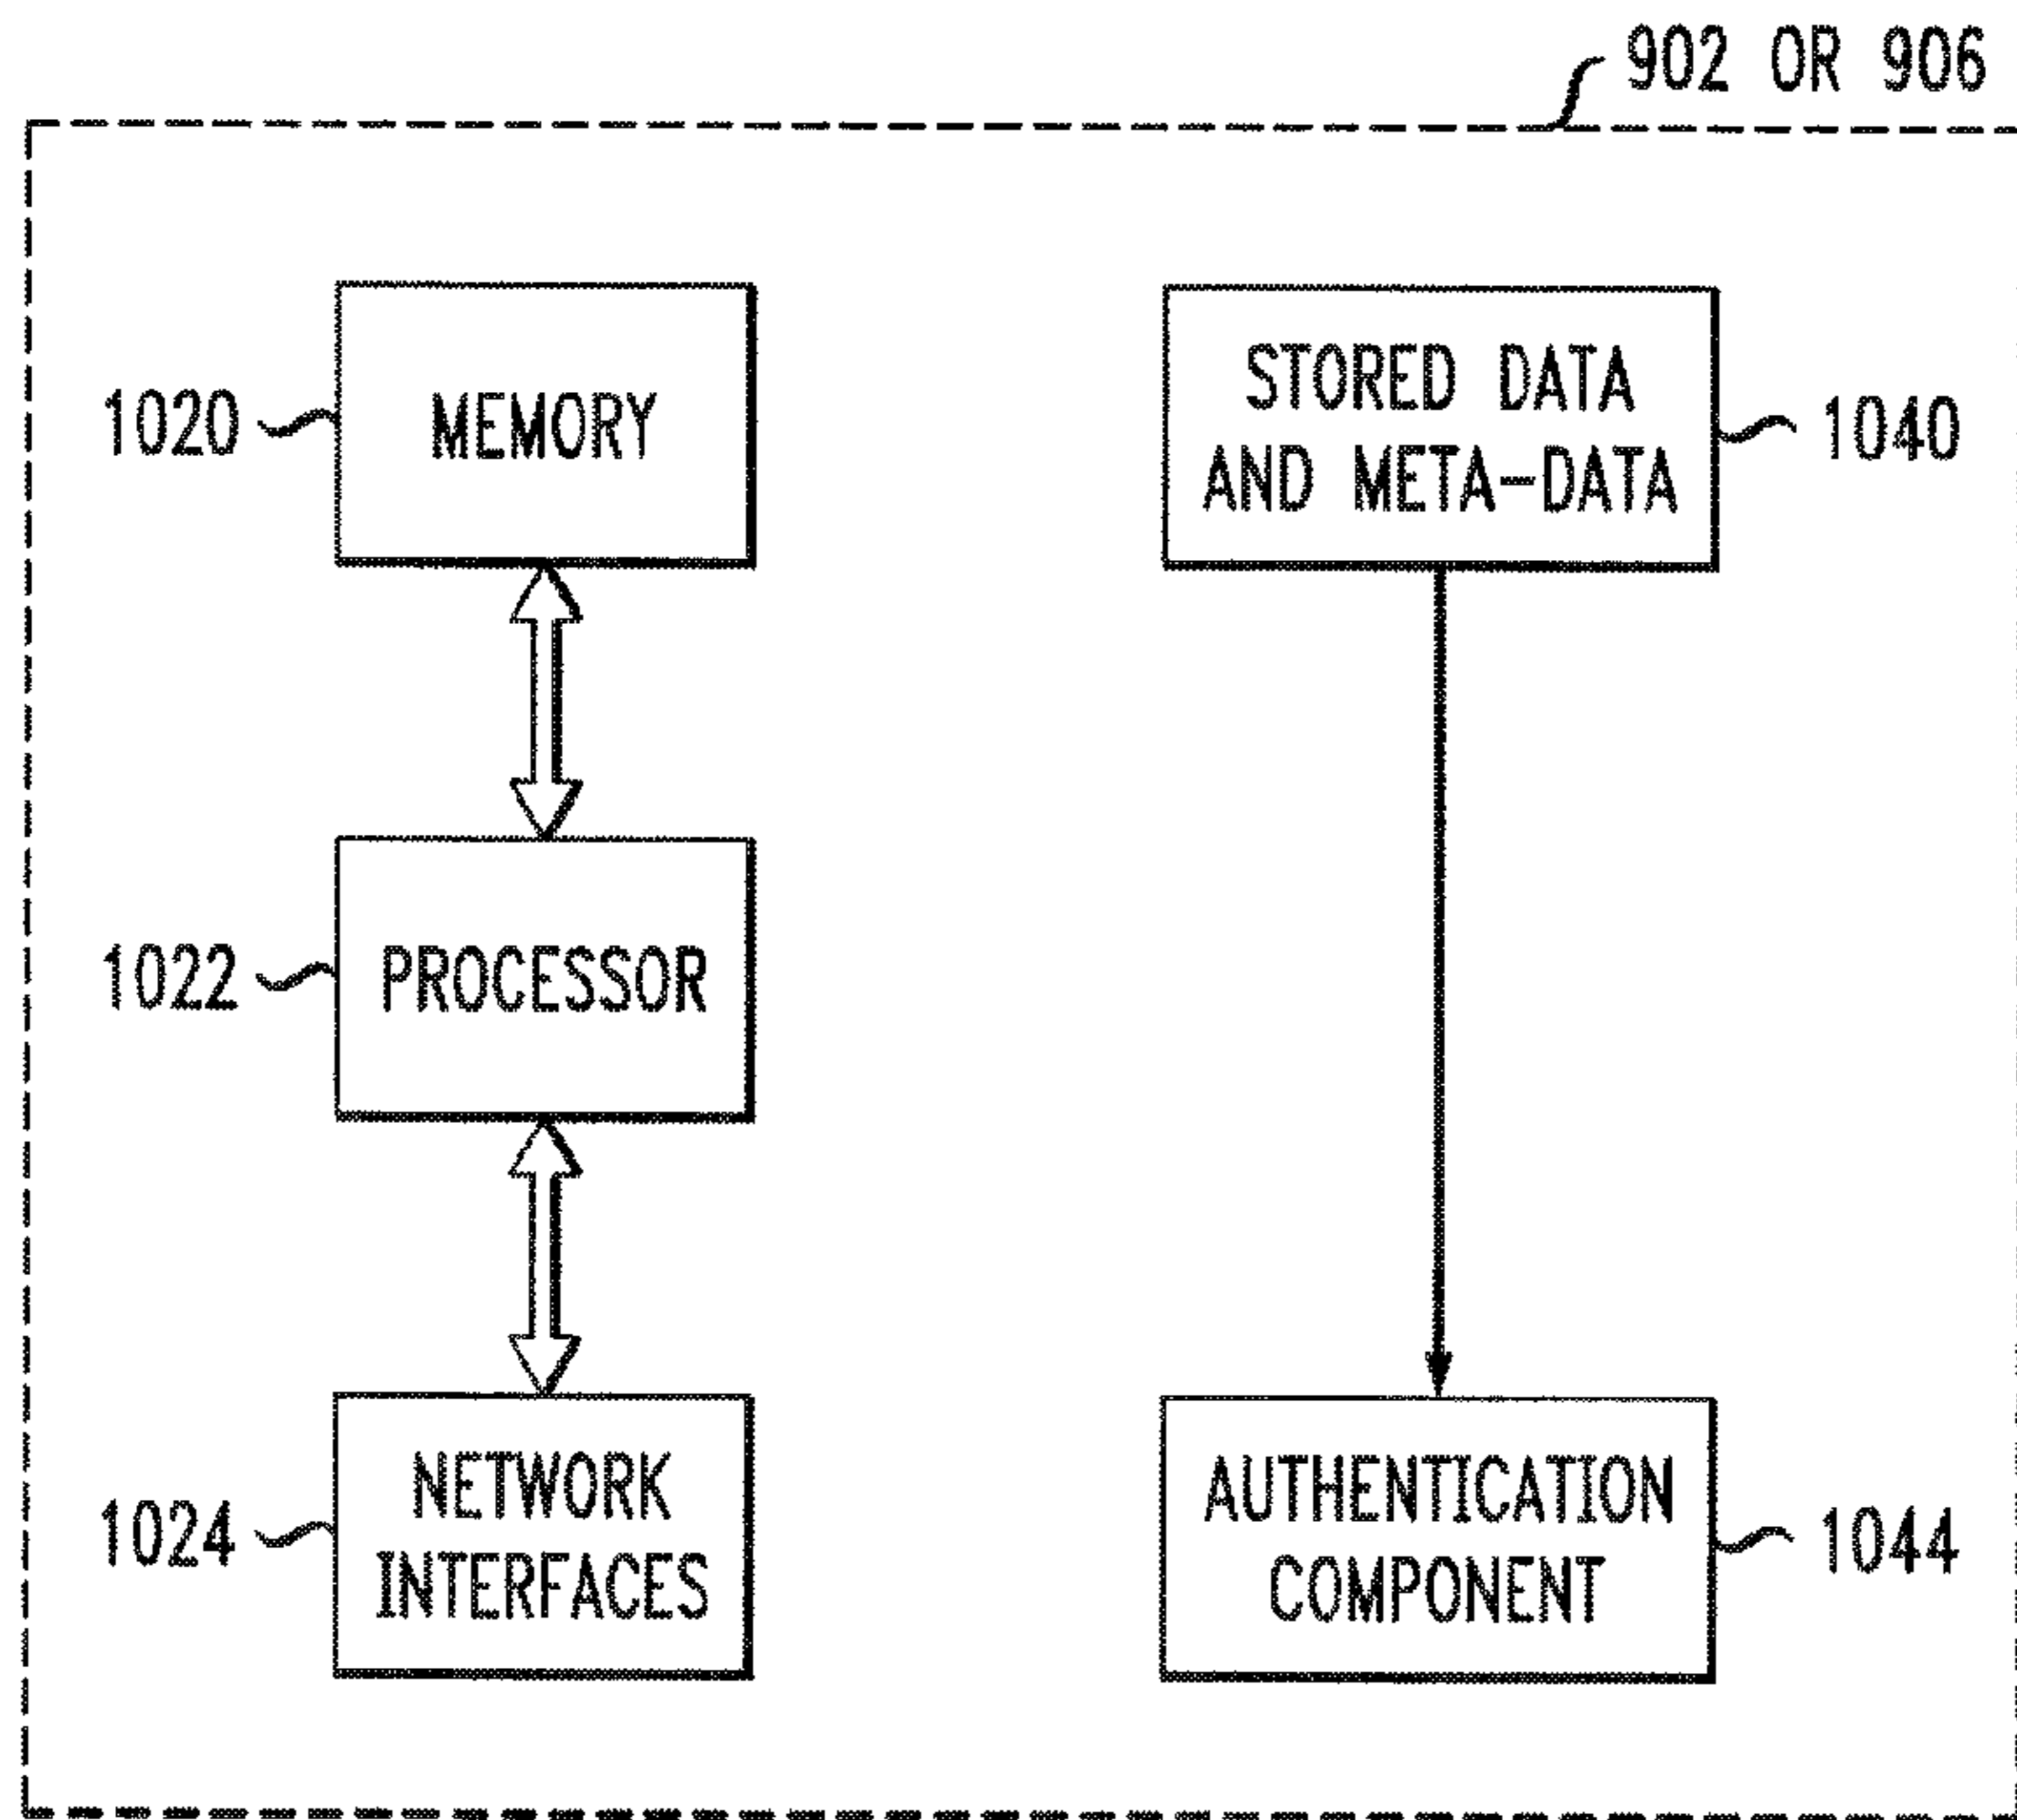 902 OR 906
1020
MEMORY
STORED DATA
AND META-DATA
1040
1022
PROCESSOR
1024
NETWORK
INTERFACES
AUTHENTICATION
COMPONENT
1044